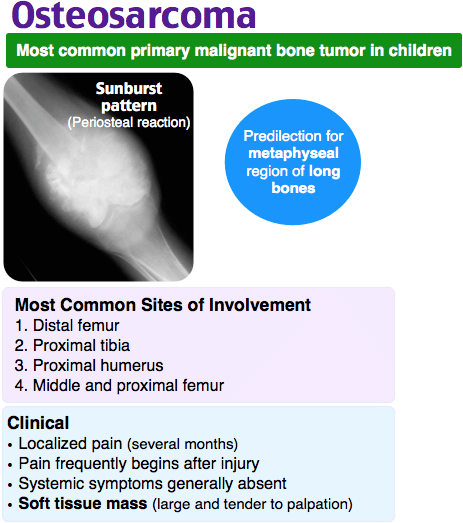 Osteosarcoma
Most common primary malignant bone tumor in children
Sunburst
pattern
(Periosteal reaction)
Predilection for
metaphyseal
region of long
bones
Most Common Sites of Involvement
1. Distal femur
2. Proximal tibia
3. Proximal humerus
4. Middle and proximal femur
Clinical
• Localized pain (several months)
• Pain frequently begins after injury
• Systemic symptoms generally absent
• Soft tissue mass (large and tender to palpation)